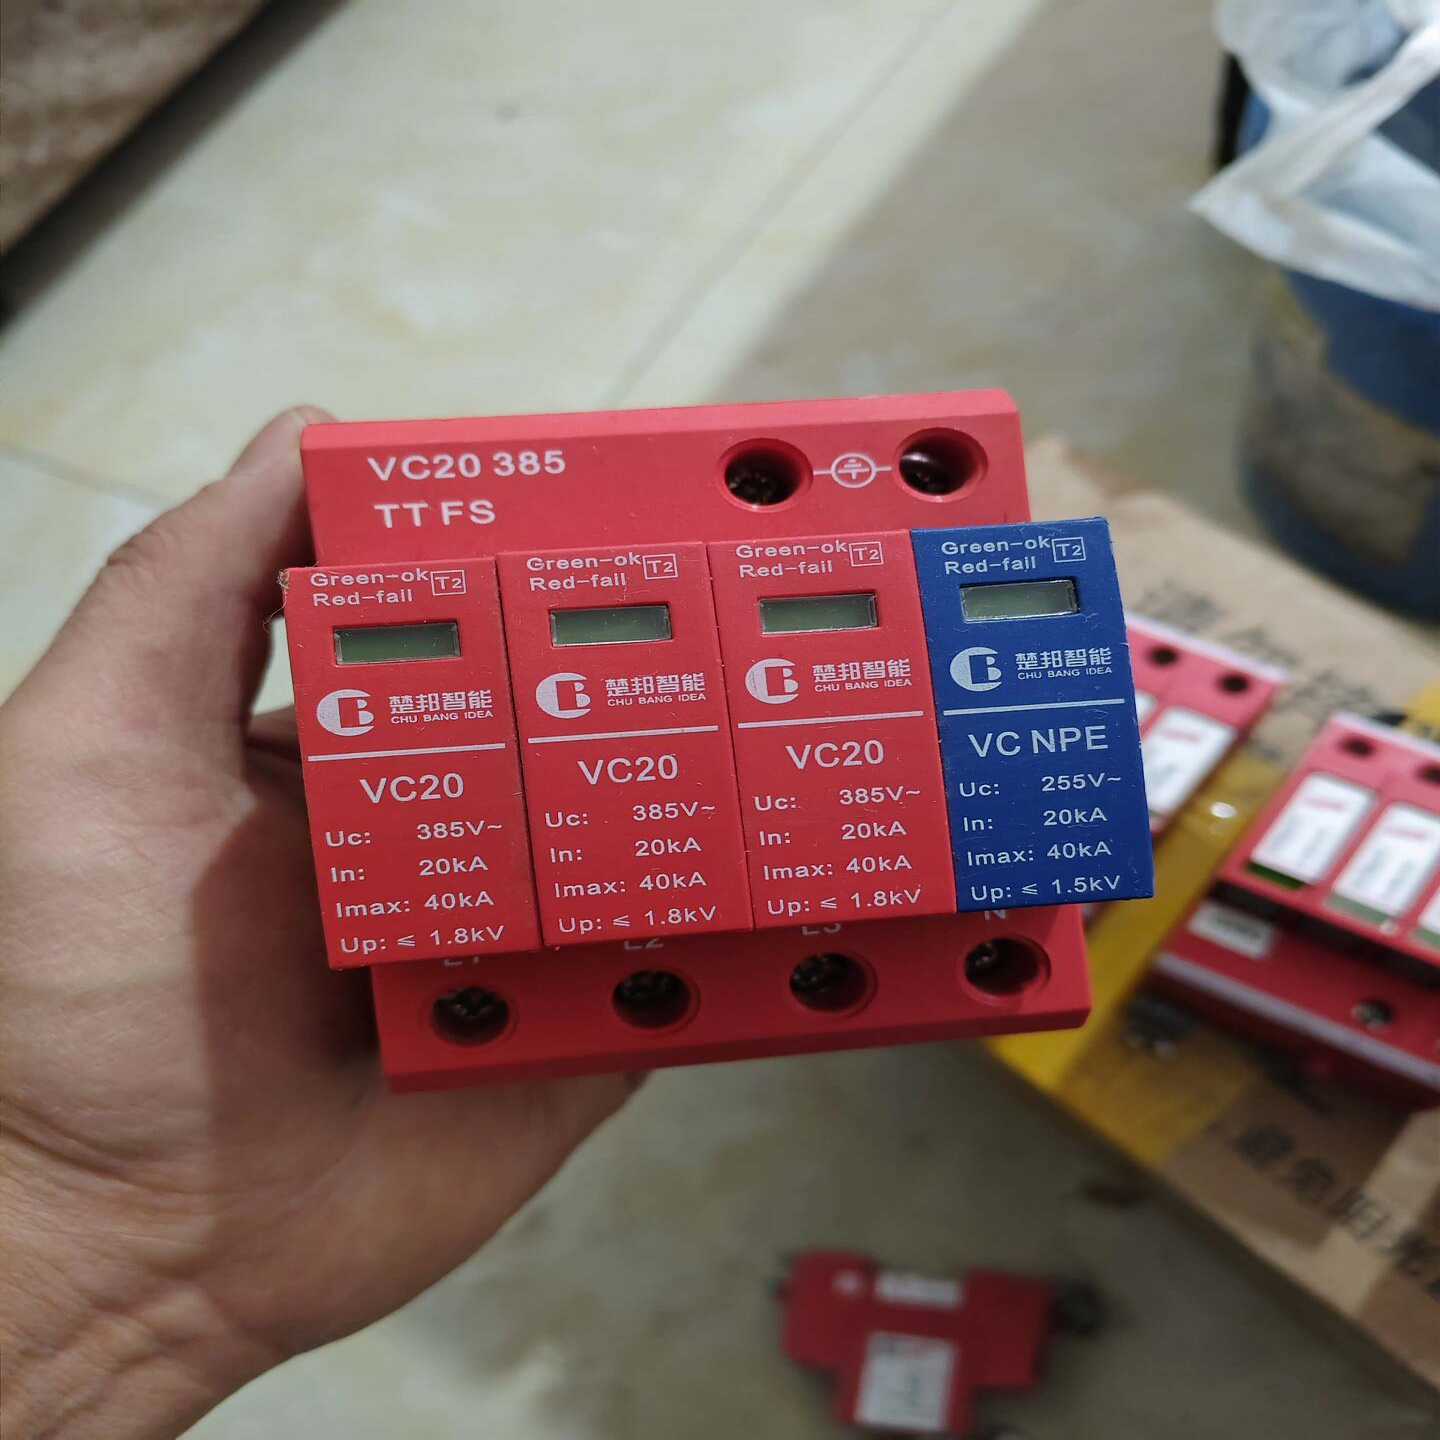 VC20 385
TT FS
Green-ok T2
Red-fail
楚邦智能
CHU BANG IDEA
VC20
Uc: 385V~
In: 20kA
Imax: 40kA
Up: ≤ 1.8kV
Green-ok T2
Red-fail
楚邦智能
CHU BANG IDEA
VC20
Uc: 385V~
In: 20kA
Imax: 40kA
Up: ≤ 1.8kV
Green-ok T2
Red-fail
楚邦智能
CHU BANG IDEA
VC20
Uc: 385V~
In: 20kA
Imax: 40kA
Up: ≤ 1.8kV
Green-ok T2
Red-fail
楚邦智能
CHU BANG IDEA
VC NPE
Uc: 255V~
In: 20kA
Imax: 40kA
Up: ≤ 1.5kV
L1 L2 L3 N